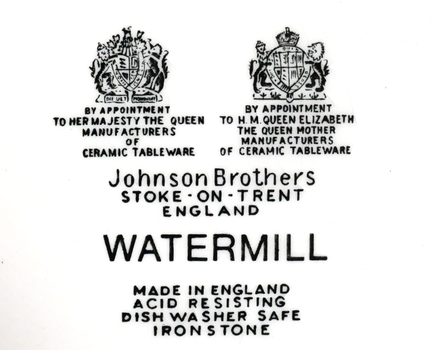 BY APPOINTMENT
TO HER MAJESTY THE QUEEN
MANUFACTURERS
OF
CERAMIC TABLEWARE
BY APPOINTMENT
TO H.M. QUEEN ELIZABETH
THE QUEEN MOTHER
MANUFACTURERS
OF CERAMIC TABLEWARE
Johnson Brothers
STOKE-ON-TRENT
ENGLAND
WATERMILL
MADE IN ENGLAND
ACID RESISTING
DISH WASHER SAFE
IRONSTONE